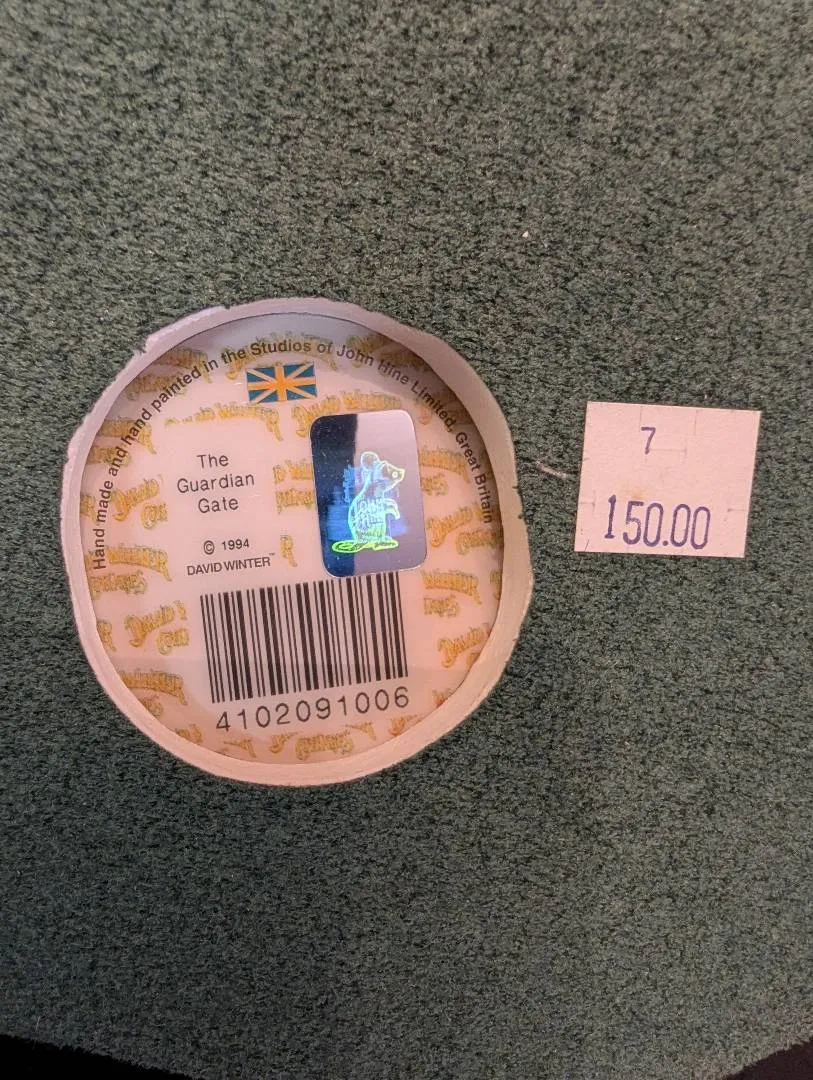 Hand made and hand painted in the Studios of John Hine Limited, Great Britain
The
Guardian
Gate
© 1994
DAVID WINTER™
4102091006
7
150.00